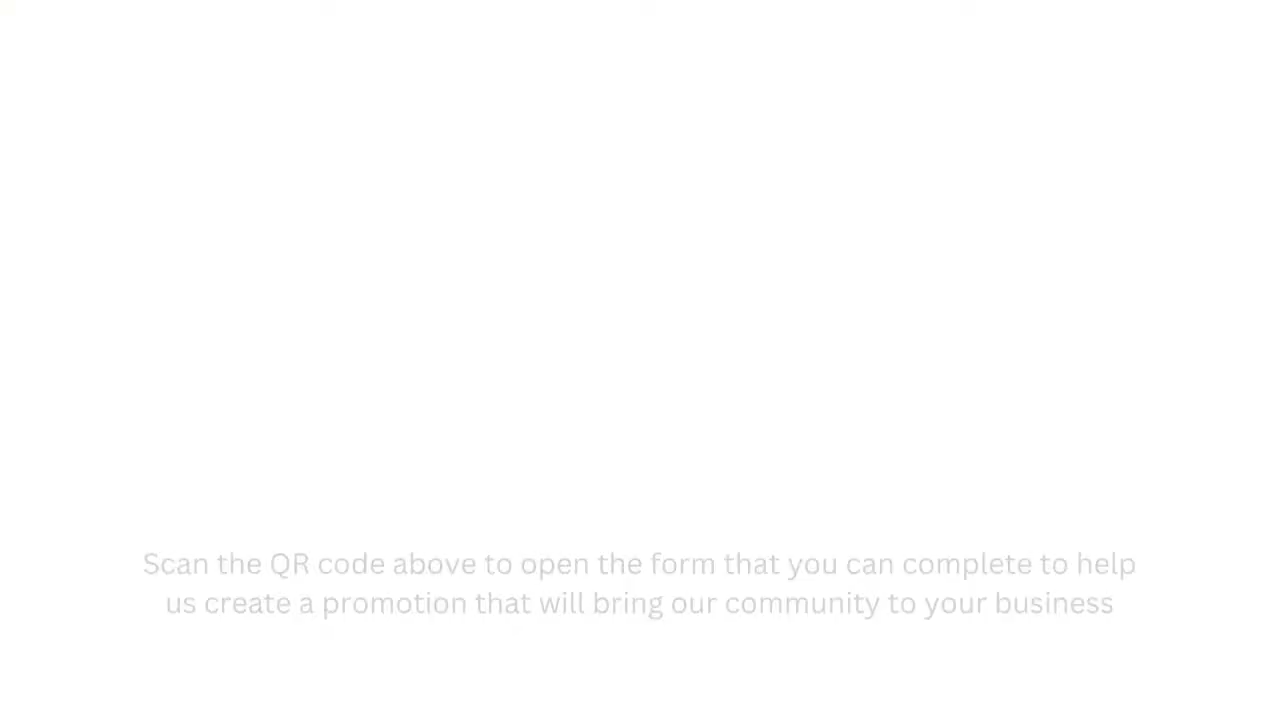 Scan the QR code above to open the form that you can complete to help
us create a promotion that will bring our community to your business